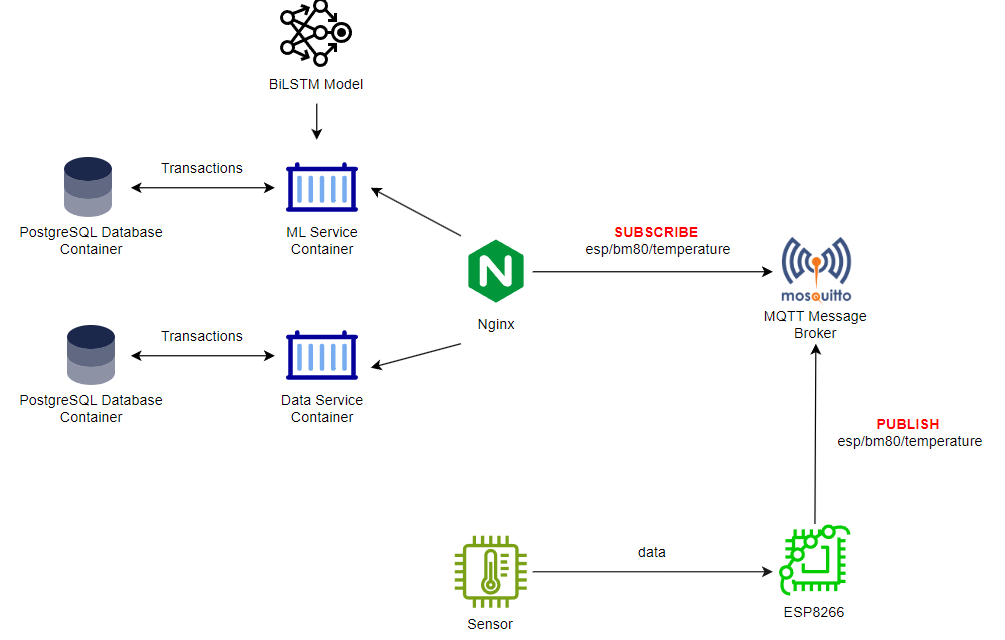 BiLSTM Model
Transactions
PostgreSQL Database
Container
ML Service
Container
SUBSCRIBE
esp/bm80/temperature
N
Nginx
mosquitto
MQTT Message
Broker
Transactions
PostgreSQL Database
Container
Data Service
Container
PUBLISH
esp/bm80/temperature
data
Sensor
ESP8266